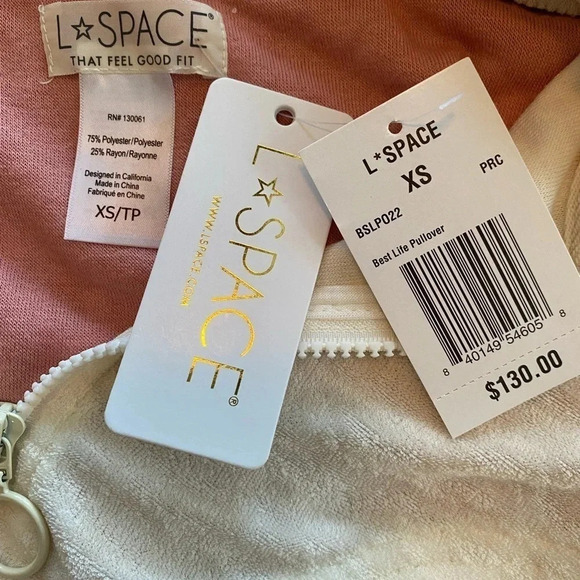 L☆SPACE®
THAT FEEL GOOD FIT
RN# 130061
75% Polyester/Polyester
25% Rayon/Rayonne
Designed in California
Made in China
Fabriqué en Chine
XS/TP
L☆SPACE®
WWW.LSPACE.COM
L*SPACE
XS
PRC
BSLPO22
Best Life Pullover
8 40149 54605 8
$130.00